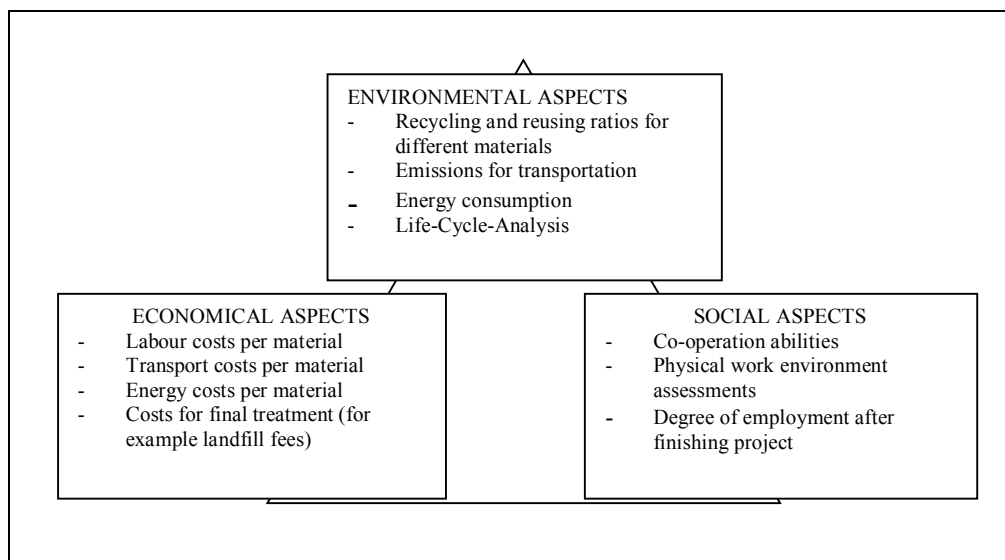 ENVIRONMENTAL ASPECTS
- Recycling and reusing ratios for
different materials
- Emissions for transportation
- Energy consumption
- Life-Cycle-Analysis
ECONOMICAL ASPECTS
- Labour costs per material
- Transport costs per material
- Energy costs per material
- Costs for final treatment (for
example landfill fees)
SOCIAL ASPECTS
- Co-operation abilities
- Physical work environment
assessments
- Degree of employment after
finishing project